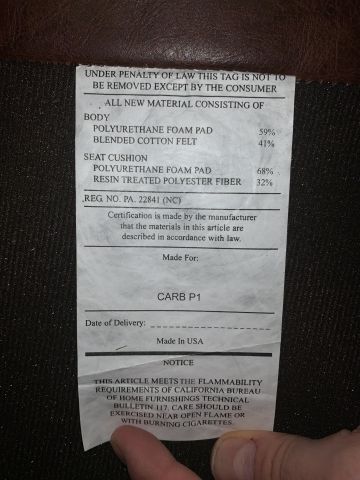 UNDER PENALTY OF LAW THIS TAG IS NOT TO
BE REMOVED EXCEPT BY THE CONSUMER
ALL NEW MATERIAL CONSISTING OF
BODY
POLYURETHANE FOAM PAD 59%
BLENDED COTTON FELT 41%
SEAT CUSHION
POLYURETHANE FOAM PAD 68%
RESIN TREATED POLYESTER FIBER 32%
REG. NO. PA. 22841 (NC)
Certification is made by the manufacturer
that the materials in this article are
described in accordance with law.
Made For:
CARB P1
Date of Delivery:
Made In USA
NOTICE
THIS ARTICLE MEETS THE FLAMMABILITY
REQUIREMENTS OF CALIFORNIA BUREAU
OF HOME FURNISHINGS TECHNICAL
BULLETIN 117. CARE SHOULD BE
EXERCISED NEAR OPEN FLAME OR
WITH BURNING CIGARETTES.